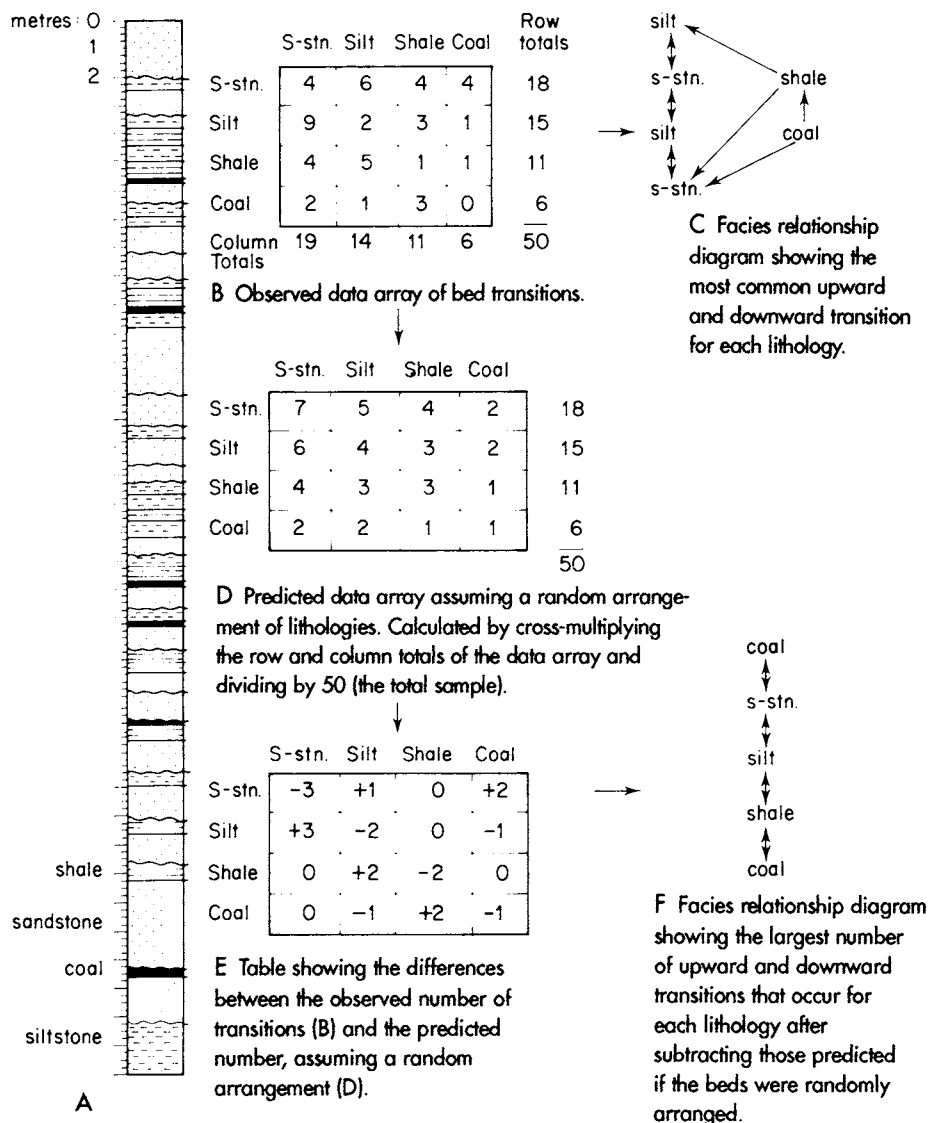 metres 0
1
2
shale
sandstone
coal
siltstone
A
S-stn. Silt Shale Coal Row totals
S-stn. 4 6 4 4 18
Silt 9 2 3 1 15
Shale 4 5 1 1 11
Coal 2 1 3 0 6
Column Totals 19 14 11 6 50
B Observed data array of bed transitions.
silt
s-stn. shale
silt coal
s-stn.
C Facies relationship
diagram showing the
most common upward
and downward transition
for each lithology.
S-stn. Silt Shale Coal
S-stn. 7 5 4 2 18
Silt 6 4 3 2 15
Shale 4 3 3 1 11
Coal 2 2 1 1 6
50
D Predicted data array assuming a random arrange-
ment of lithologies. Calculated by cross-multiplying
the row and column totals of the data array and
dividing by 50 (the total sample).
S-stn. Silt Shale Coal
S-stn. -3 +1 0 +2
Silt +3 -2 0 -1
Shale 0 +2 -2 0
Coal 0 -1 +2 -1
E Table showing the differences
between the observed number of
transitions (B) and the predicted
number, assuming a random
arrangement (D).
coal
s-stn.
silt
shale
coal
F Facies relationship diagram
showing the largest number
of upward and downward
transitions that occur for
each lithology after
subtracting those predicted
if the beds were randomly
arranged.